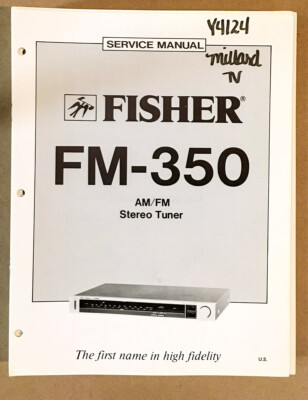 Y4124
Millard
TV
SERVICE MANUAL
FISHER®
FM-350
AM/FM
Stereo Tuner
The first name in high fidelity
U.S.